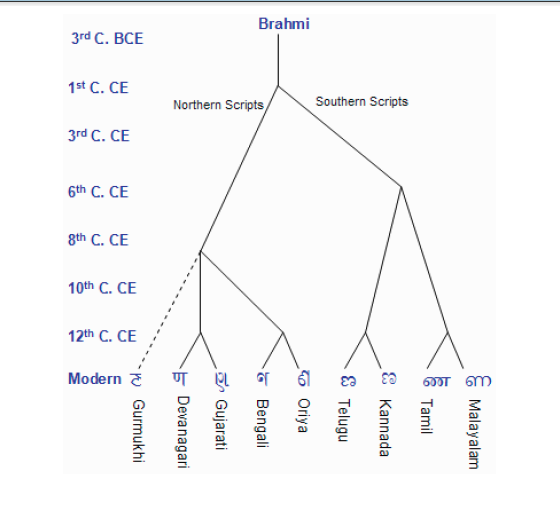 Brahmi
3rd C. BCE
1st C. CE
Northern Scripts
Southern Scripts
3rd C. CE
6th C. CE
8th C. CE
10th C. CE
12th C. CE
Modern ਣ ण ણ ণ ଣ ణ ಣ ண ണ
Gurmukhi
Devanagari
Gujarati
Bengali
Oriya
Telugu
Kannada
Tamil
Malayalam